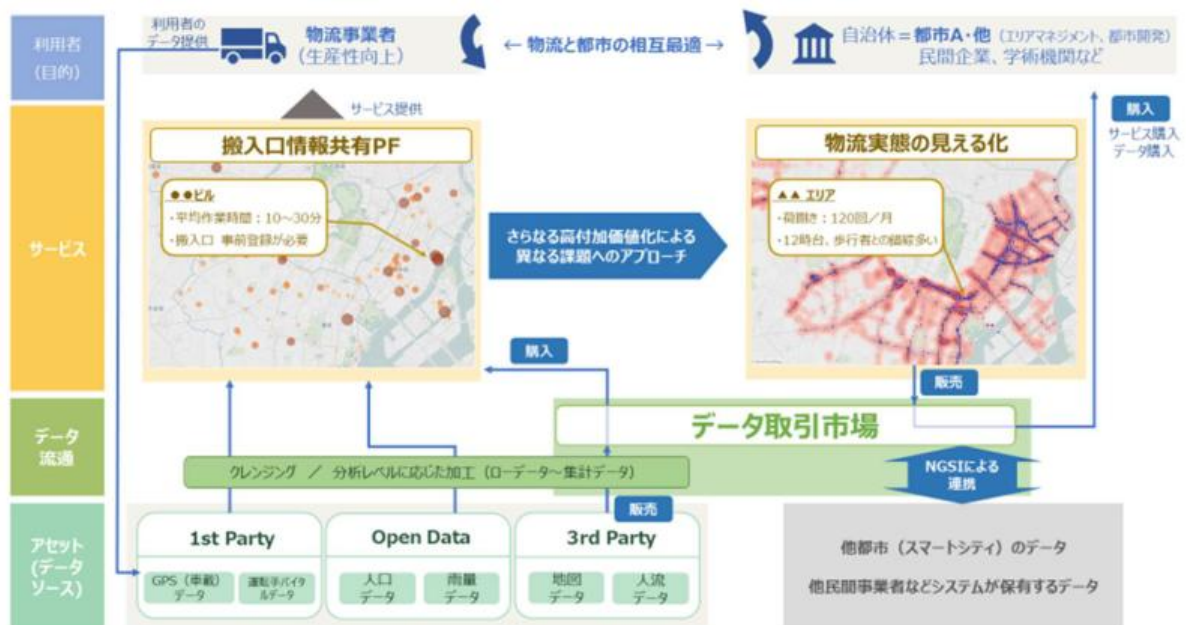 利用者
(目的)
利用者の
データ提供
物流事業者
(生産性向上)
← 物流と都市の相互最適 →
自治体=都市A・他(エリアマネジメント、都市開発)
民間企業、学術機関など
サービス提供
購入
サービス購入
データ購入
サービス
搬入口情報共有PF
●●ビル
・平均作業時間:10~30分
・搬入口 事前登録が必要
さらなる高付加価値化による
異なる課題へのアプローチ
物流実態の見える化
▲▲ エリア
・荷捌き:120回/月
・12時台、歩行者との錯綜多い
購入
販売
データ
流通
データ取引市場
クレンジング / 分析レベルに応じた加工(ローデータ~集計データ)
NGSIによる
連携
販売
アセット
(データ
ソース)
1st Party
GPS(車載)
データ
運転手バイタ
ルデータ
Open Data
人口
データ
雨量
データ
3rd Party
地図
データ
人流
データ
他都市(スマートシティ)のデータ
他民間事業者などシステムが保有するデータ